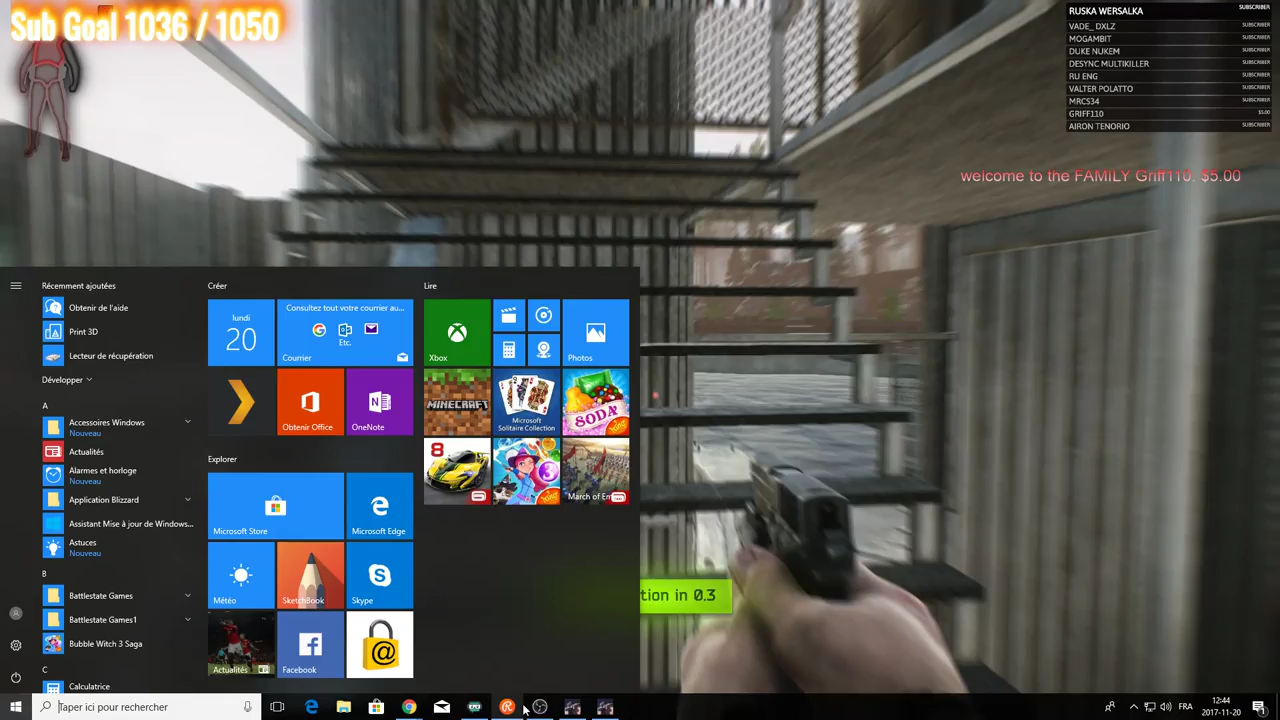 Sub Goal 1036 / 1050
RUSKA WERSALKA SUBSCRIBER
VADE_DXLZ SUBSCRIBER
MOGAMBIT SUBSCRIBER
DUKE NUKEM SUBSCRIBER
DESYNC MULTIKILLER SUBSCRIBER
RU ENG SUBSCRIBER
VALTER POLATTO SUBSCRIBER
MRCS34 SUBSCRIBER
GRIFF110 $5.00
AIRON TENORIO SUBSCRIBER
welcome to the FAMILY Griff110. $5.00
Récemment ajoutées
Obtenir de l'aide
Print 3D
Lecteur de récupération
Développer
A
Accessoires Windows
Nouveau
Actualités
Alarmes et horloge
Nouveau
Application Blizzard
Assistant Mise à jour de Windows...
Astuces
Nouveau
B
Battlestate Games
Battlestate Games1
Bubble Witch 3 Saga
C
Calculatrice
Créer
lundi
20
Consultez tout votre courrier au...
Etc.
Courrier
Obtenir Office
OneNote
Explorer
Microsoft Store
Microsoft Edge
Météo
SketchBook
Skype
Actualités
Facebook
Lire
Xbox
Photos
MINECRAFT
Microsoft
Solitaire Collection
SODA
8
3
March of Em
tion in 0.3
Taper ici pour rechercher
FRA
12:44
2017-11-20
1